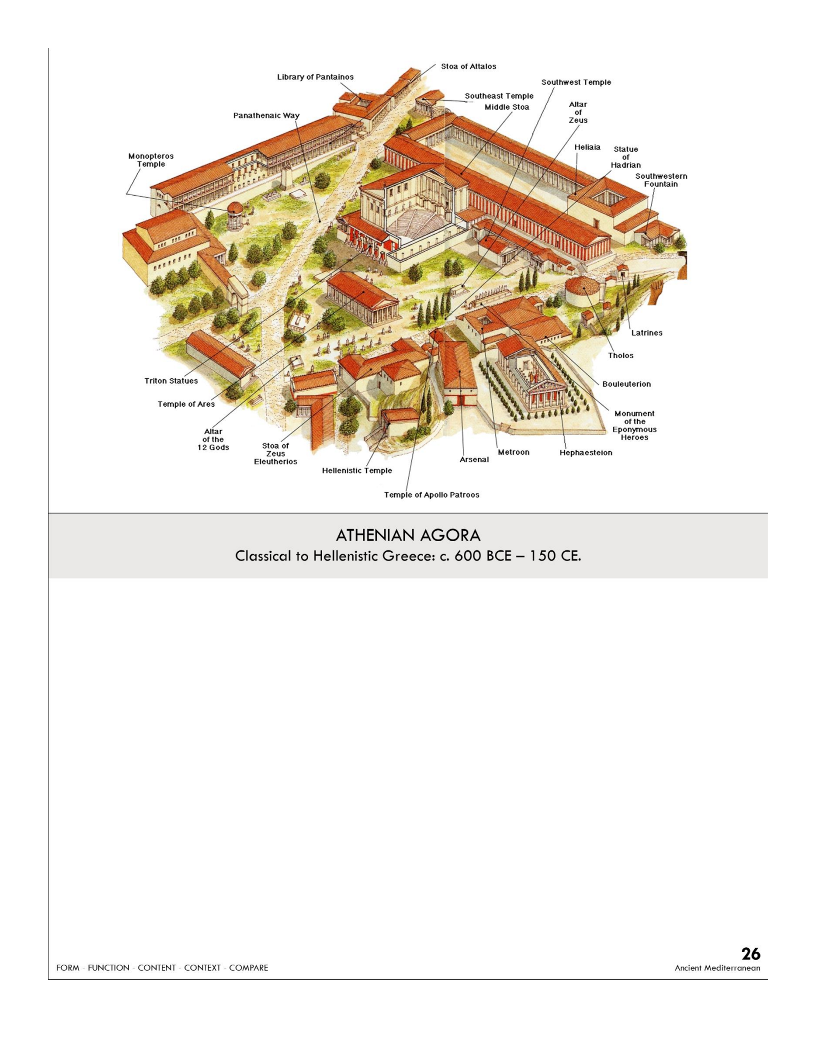 Stoa of Attalos
Library of Pantainos
Southwest Temple
Southeast Temple
Middle Stoa
Altar
of
Zeus
Panathenaic Way
Heliaia
Statue
of
Hadrian
Monopteros
Temple
Southwestern
Fountain
Latrines
Tholos
Triton Statues
Bouleuterion
Temple of Ares
Monument
of the
Eponymous
Heroes
Altar
of the
12 Gods
Stoa of
Zeus
Eleutherios
Metroon
Hephaesteion
Arsenal
Hellenistic Temple
Temple of Apollo Patroos
ATHENIAN AGORA
Classical to Hellenistic Greece: c. 600 BCE – 150 CE.
26
FORM - FUNCTION - CONTENT - CONTEXT - COMPARE
Ancient Mediterranean